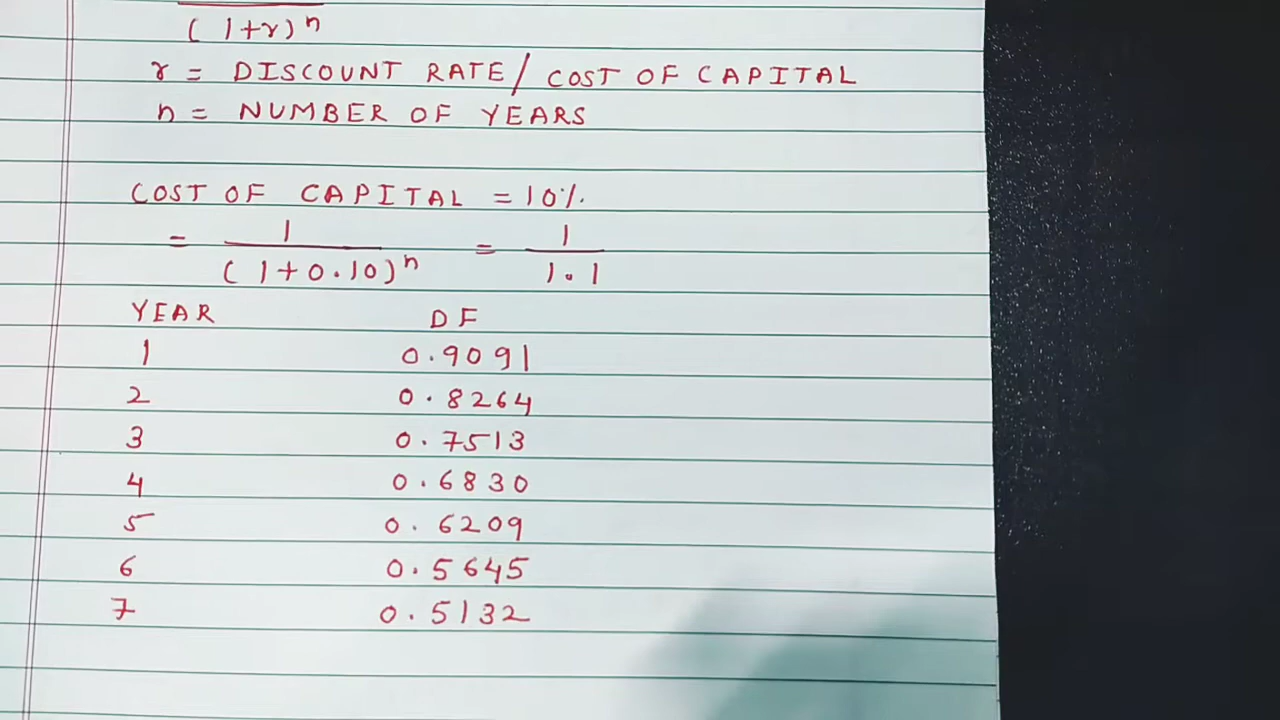 (1+r)ⁿ
r = DISCOUNT RATE/COST OF CAPITAL
n = NUMBER OF YEARS
COST OF CAPITAL = 10%.
= 1/(1+0.10)ⁿ = 1/1.1
YEAR DF
1 0.9091
2 0.8264
3 0.7513
4 0.6830
5 0.6209
6 0.5645
7 0.5132